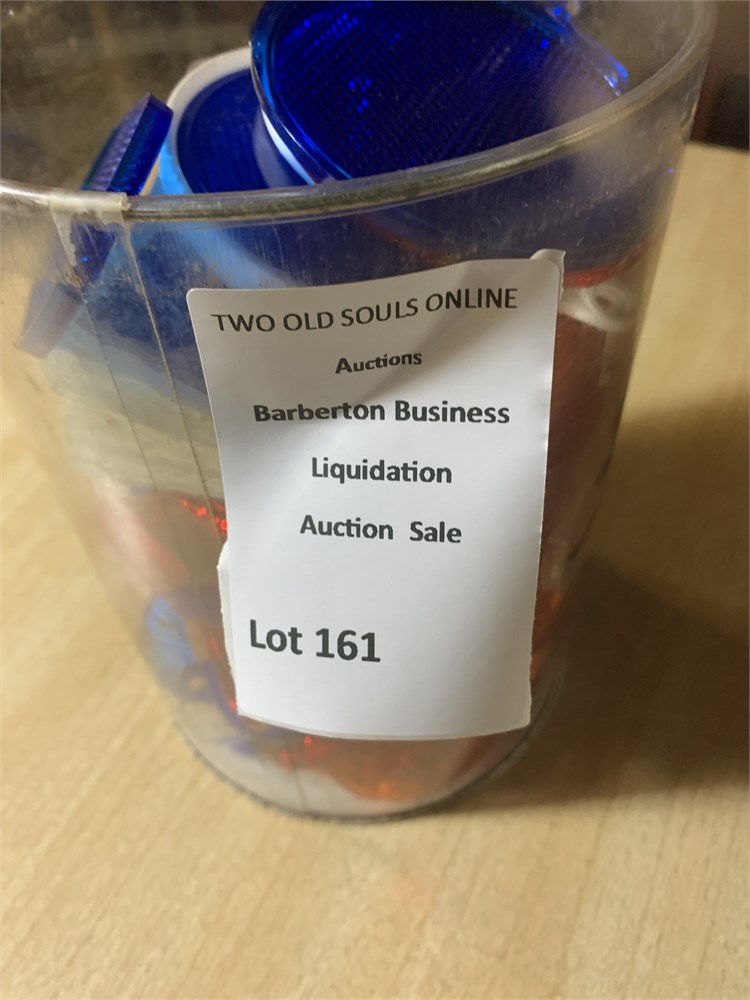 TWO OLD SOULS ONLINE
Auctions
Barberton Business
Liquidation
Auction Sale
Lot 161